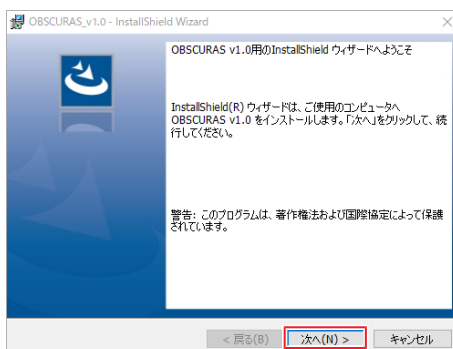 OBSCURAS_v1.0 - InstallShield Wizard
OBSCURAS v1.0用のInstallShield ウィザードへようこそ
InstallShield(R) ウィザードは、ご使用のコンピュータへ
OBSCURAS v1.0 をインストールします。「次へ」をクリックして、続
行してください。
警告: このプログラムは、著作権法および国際協定によって保護
されています。
< 戻る(B)
次へ(N) >
キャンセル